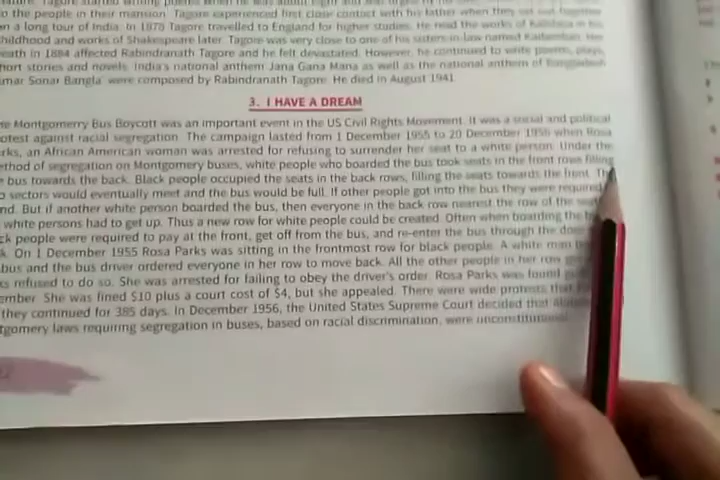 to the people in their mansion. Tagore experienced first close contact with his father when they set out together
on a long tour of India. In 1878 Tagore travelled to England for higher studies. He read the works of Kalidasa in his
childhood and works of Shakespeare later. Tagore was very close to one of his sisters-in-law named
eath in 1884 affected Rabindranath Tagore and he felt devastated. However, he continued to write poems, plays,
hort stories and novels. India's national anthem Jana Gana Mana as well as the national anthem of Bangladesh
mar Sonar Bangla were composed by Rabindranath Tagore. He died in August 1941
3. I HAVE A DREAM
he Montgomery Bus Boycott was an important event in the US Civil Rights Movement. It was a social and political
otest against racial segregation. The campaign lasted from 1 December 1955 to 20 December 1956 when Rosa
rks, an African American woman was arrested for refusing to surrender her seat to a white person. Under the
ethod of segregation on Montgomery buses, white people who boarded the bus took seats in the front rows filling
e bus towards the back. Black people occupied the seats in the back rows, filling the seats towards the front. Th
o sectors would eventually meet and the bus would be full. If other people got into the bus they were required
nd. But if another white person boarded the bus, then everyone in the back row nearest the row of the
white persons had to get up. Thus a new row for white people could be created. Often when boarding the
ck people were required to pay at the front, get off from the bus, and re-enter the bus through the door
k. On 1 December 1955 Rosa Parks was sitting in the frontmost row for black people. A white man
bus and the bus driver ordered everyone in her row to move back. All the other people in her row
ks refused to do so. She was arrested for failing to obey the driver's order. Rosa Parks was found
ember. She was fined $10 plus a court cost of $4, but she appealed. There were wide protests that
they continued for 385 days. In December 1956, the United States Supreme Court decided that
tgomery laws requiring segregation in buses, based on racial discrimination, were unconstitutional.